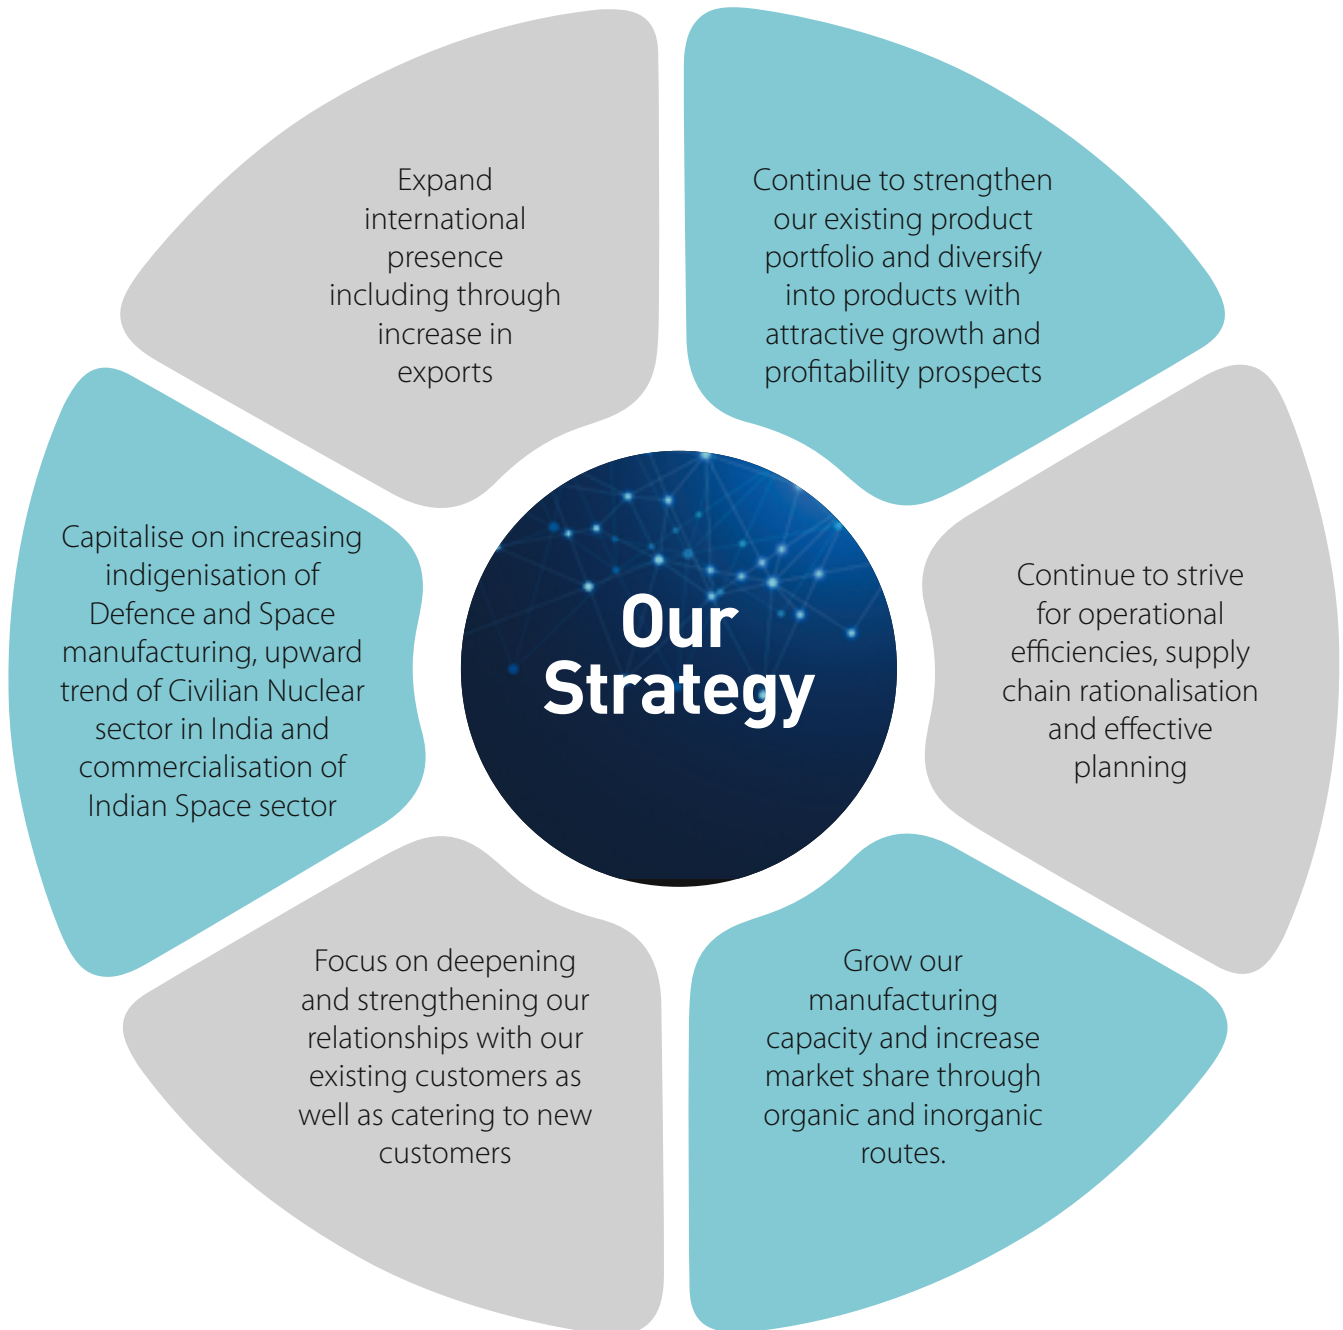 Our
Strategy
Continue to strengthen
our existing product
portfolio and diversify
into products with
attractive growth and
profitability prospects
Continue to strive
for operational
efficiencies, supply
chain rationalisation
and effective
planning
Grow our
manufacturing
capacity and increase
market share through
organic and inorganic
routes.
Focus on deepening
and strengthening our
relationships with our
existing customers as
well as catering to new
customers
Capitalise on increasing
indigenisation of
Defence and Space
manufacturing, upward
trend of Civilian Nuclear
sector in India and
commercialisation of
Indian Space sector
Expand
international
presence
including through
increase in
exports